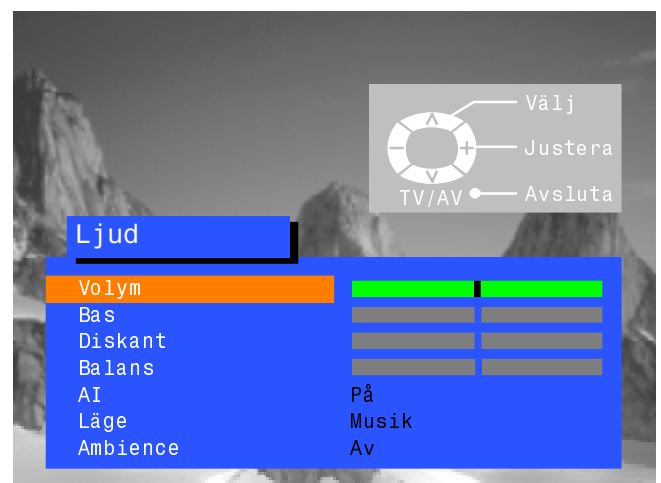 Välj
Justera
TV/AV Avsluta
Ljud
Volym
Bas
Diskant
Balans
AI På
Läge Musik
Ambience Av